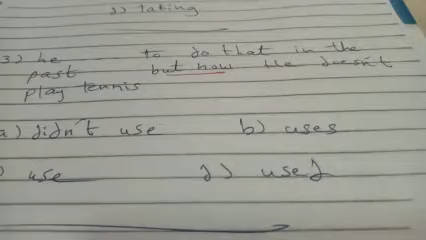 2) taking
3) he to do that in the
past but now he doesn't
play tennis
a) didn't use b) uses
) use d) used